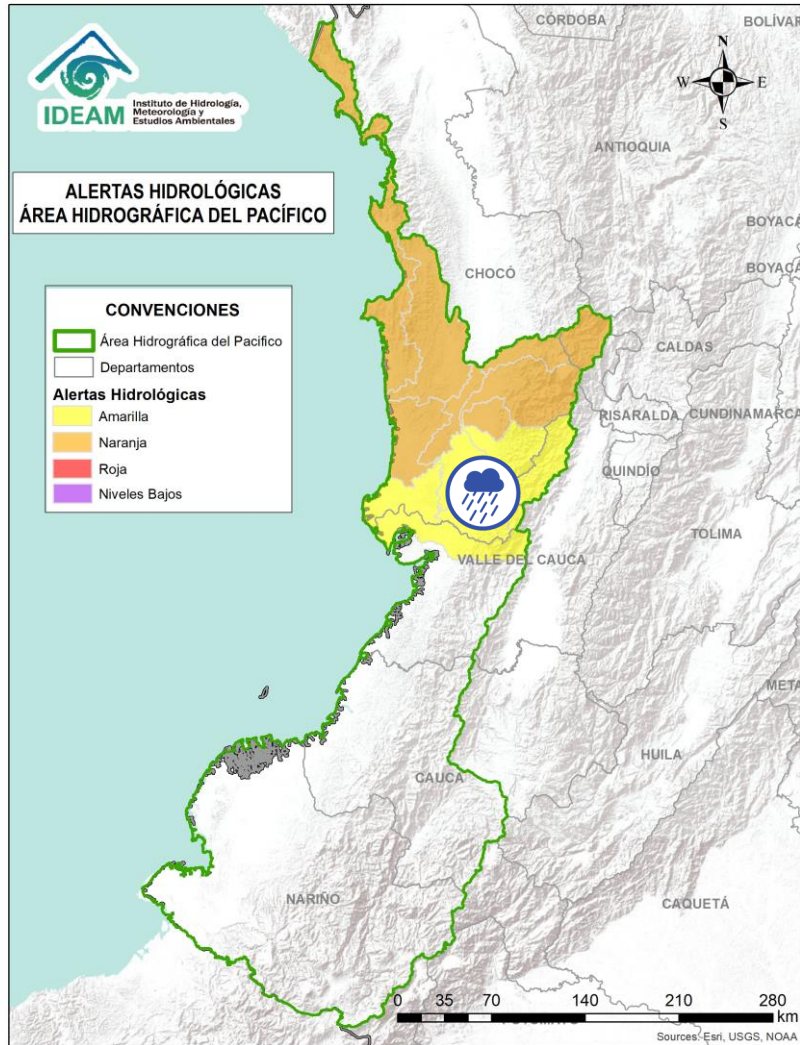 CÓRDOBA
BOLÍVAR
N
W
E
S
IDEAM
Instituto de Hidrología,
Meteorología y
Estudios Ambientales
ANTIOQUIA
ALERTAS HIDROLÓGICAS
ÁREA HIDROGRÁFICA DEL PACÍFICO
BOYACÁ
BOYACÁ
CHOCÓ
CONVENCIONES
Área Hidrográfica del Pacifico
Departamentos
Alertas Hidrológicas
Amarilla
Naranja
Roja
Niveles Bajos
CALDAS
RISARALDA
CUNDINAMARCA
QUINDÍO
TOLIMA
VALLE DEL CAUCA
META
HUILA
CAUCA
NARIÑO
CAQUETÁ
0 35 70 140 210 280
km
Sources: Esri, USGS, NOAA